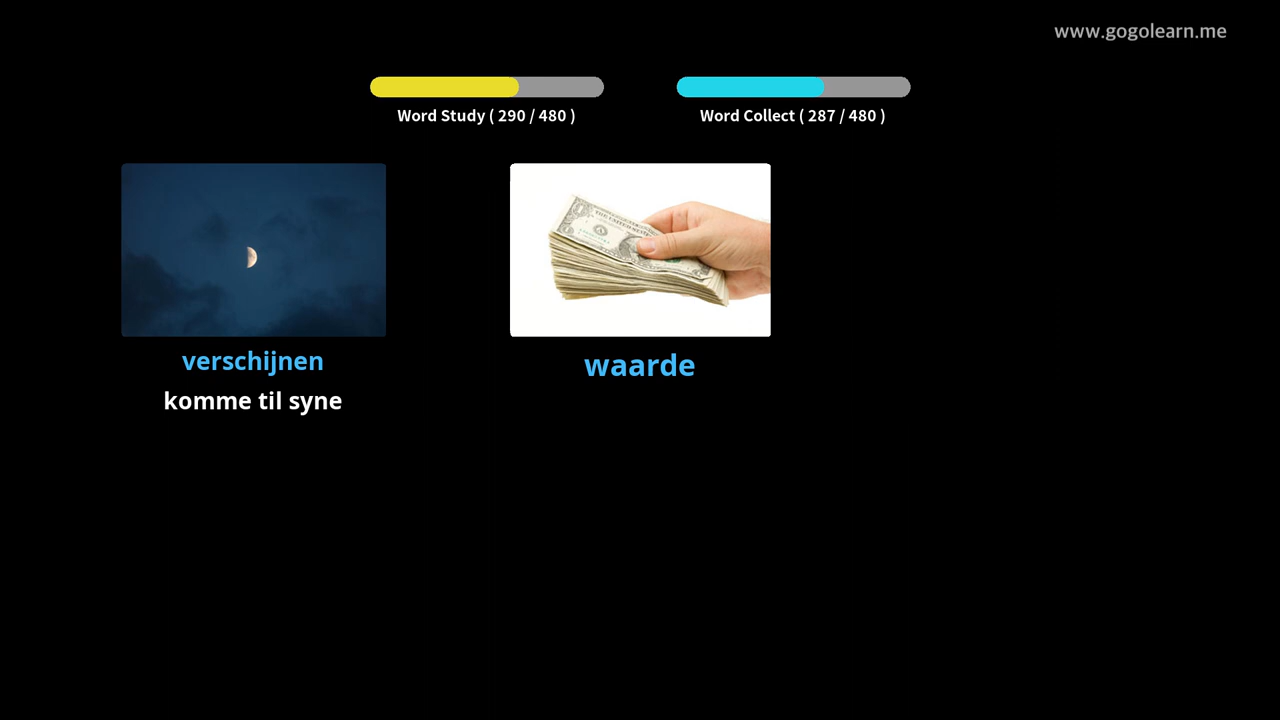 www.gogolearn.me
Word Study ( 290 / 480 )
Word Collect ( 287 / 480 )
verschijnen
komme til syne
waarde